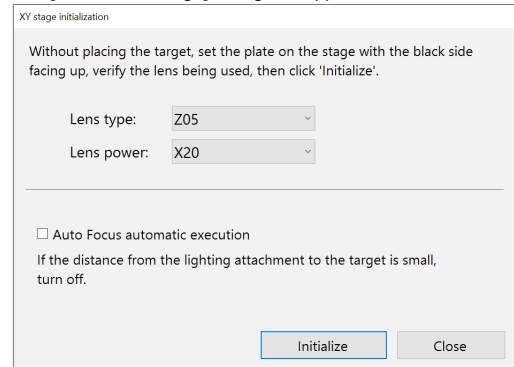 XY stage initialization
Without placing the target, set the plate on the stage with the black side
facing up, verify the lens being used, then click 'Initialize'.
Lens type: Z05
Lens power: X20
Auto Focus automatic execution
If the distance from the lighting attachment to the target is small,
turn off.
Initialize Close